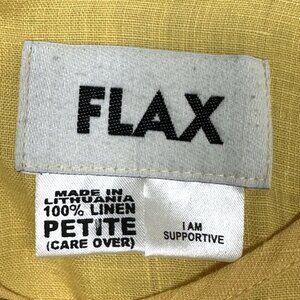 FLAX
MADE IN
LITHUANIA
100% LINEN
PETITE
(CARE OVER)
I AM
SUPPORTIVE